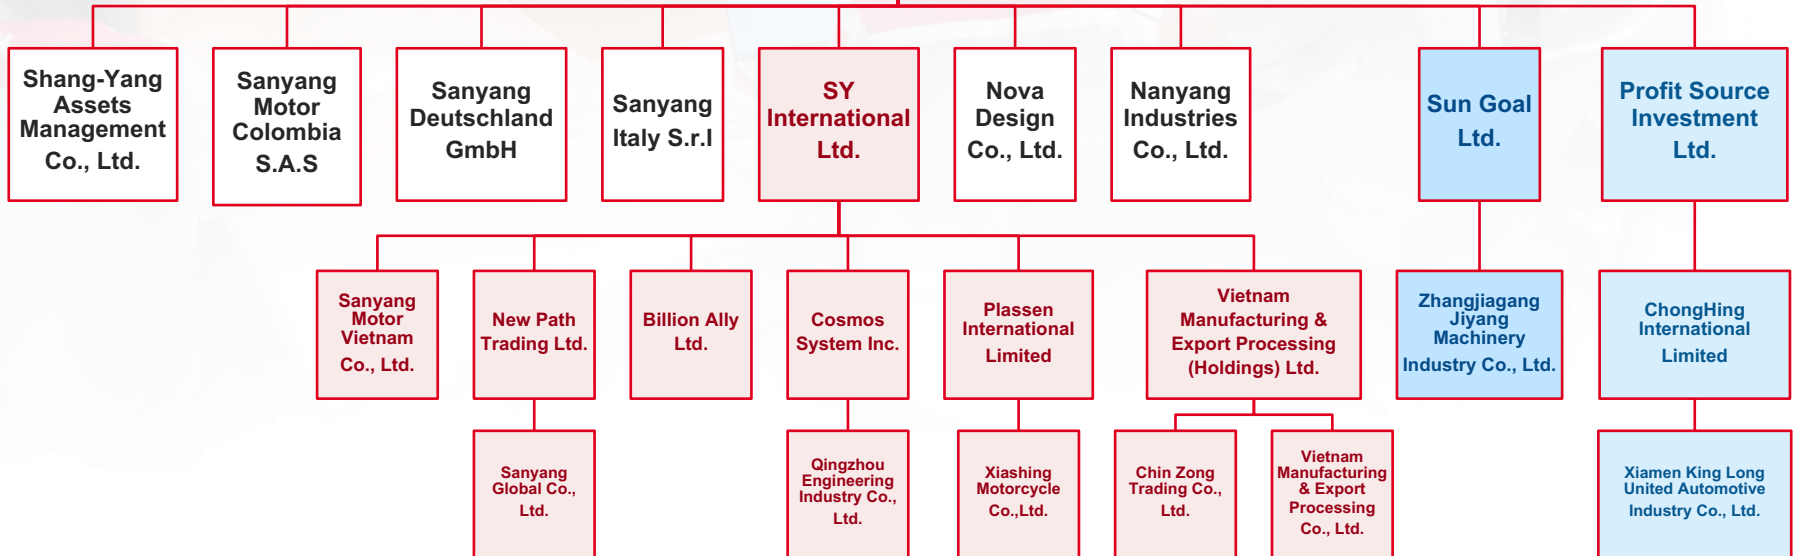 Shang-Yang
Assets
Management
Co., Ltd.
Sanyang
Motor
Colombia
S.A.S
Sanyang
Deutschland
GmbH
Sanyang
Italy S.r.l
SY
International
Ltd.
Nova
Design
Co., Ltd.
Nanyang
Industries
Co., Ltd.
Sun Goal
Ltd.
Profit Source
Investment
Ltd.
Sanyang
Motor
Vietnam
Co., Ltd.
New Path
Trading Ltd.
Billion Ally
Ltd.
Cosmos
System Inc.
Plassen
International
Limited
Vietnam
Manufacturing &
Export Processing
(Holdings) Ltd.
Zhangjiagang
Jiyang
Machinery
Industry Co., Ltd.
ChongHing
International
Limited
Sanyang
Global Co.,
Ltd.
Qingzhou
Engineering
Industry Co.,
Ltd.
Xiashing
Motorcycle
Co.,Ltd.
Chin Zong
Trading Co.,
Ltd.
Vietnam
Manufacturing
& Export
Processing
Co., Ltd.
Xiamen King Long
United Automotive
Industry Co., Ltd.